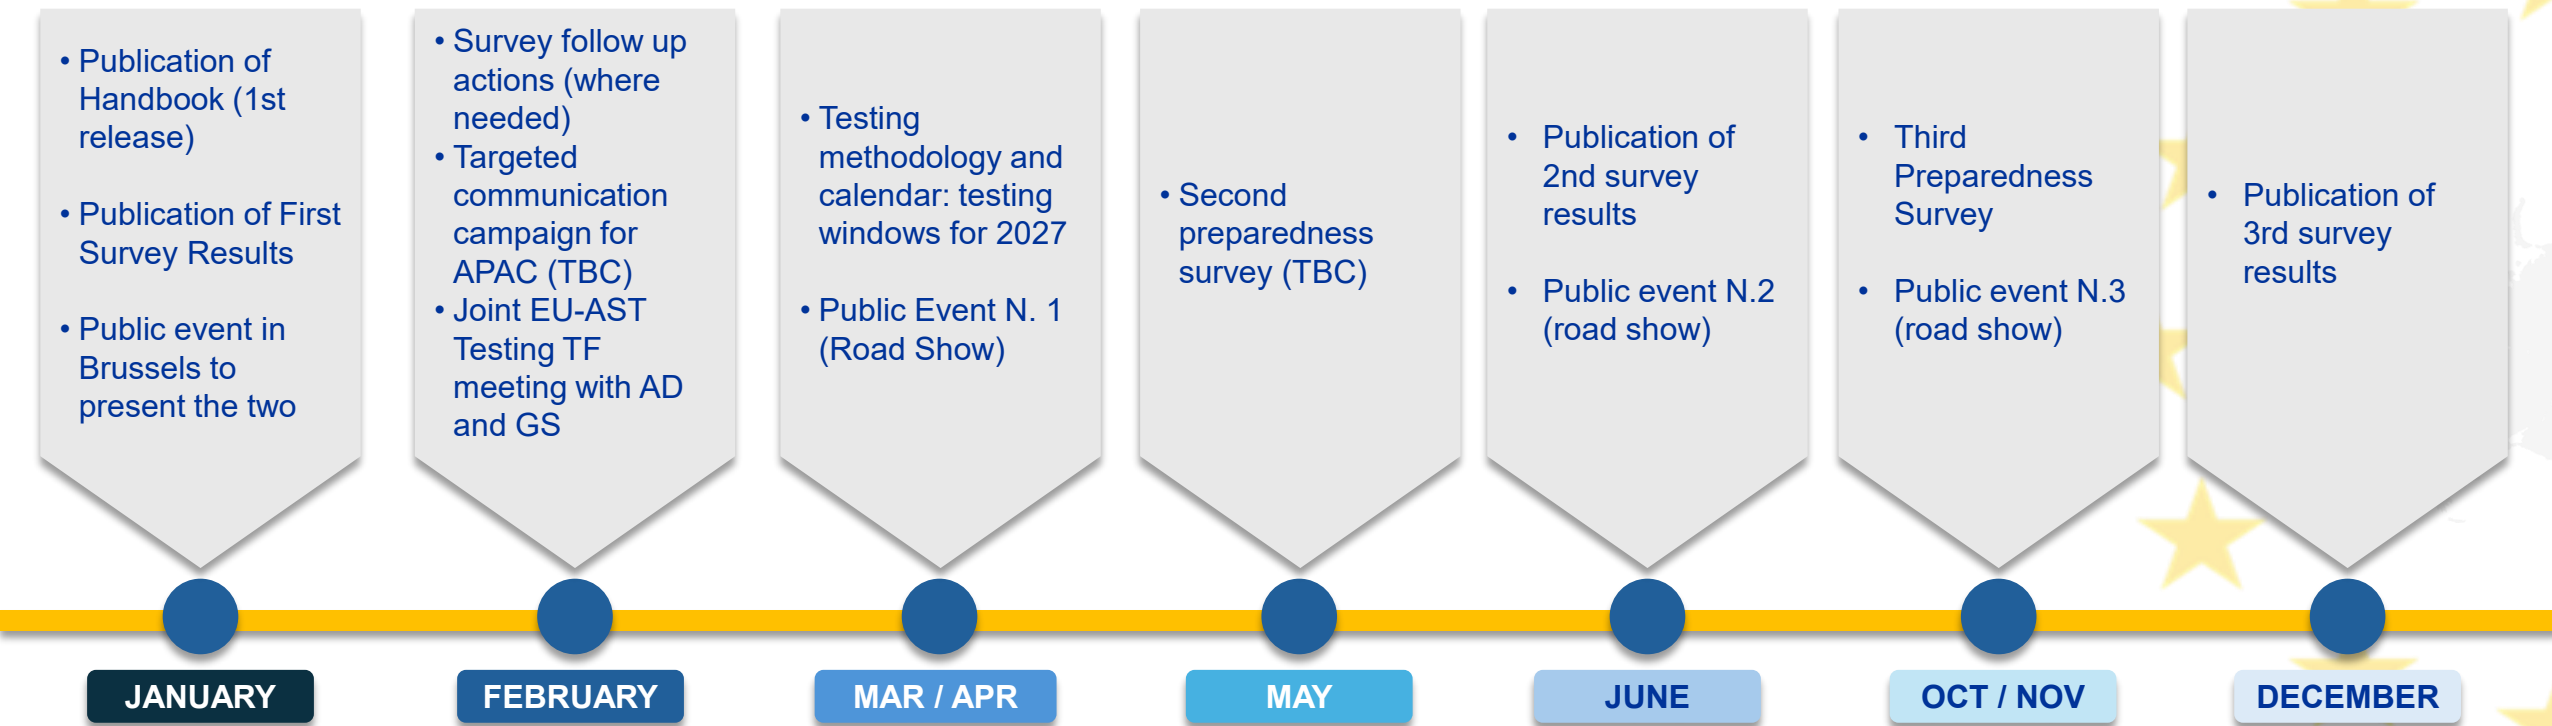 • Publication of
Handbook (1st
release)
• Publication of First
Survey Results
• Public event in
Brussels to
present the two
• Survey follow up
actions (where
needed)
• Targeted
communication
campaign for
APAC (TBC)
• Joint EU-AST
Testing TF
meeting with AD
and GS
• Testing
methodology and
calendar: testing
windows for 2027
• Public Event N. 1
(Road Show)
• Second
preparedness
survey (TBC)
• Publication of
2nd survey
results
• Public event N.2
(road show)
• Third
Preparedness
Survey
• Public event N.3
(road show)
• Publication of
3rd survey
results
JANUARY
FEBRUARY
MAR / APR
MAY
JUNE
OCT / NOV
DECEMBER